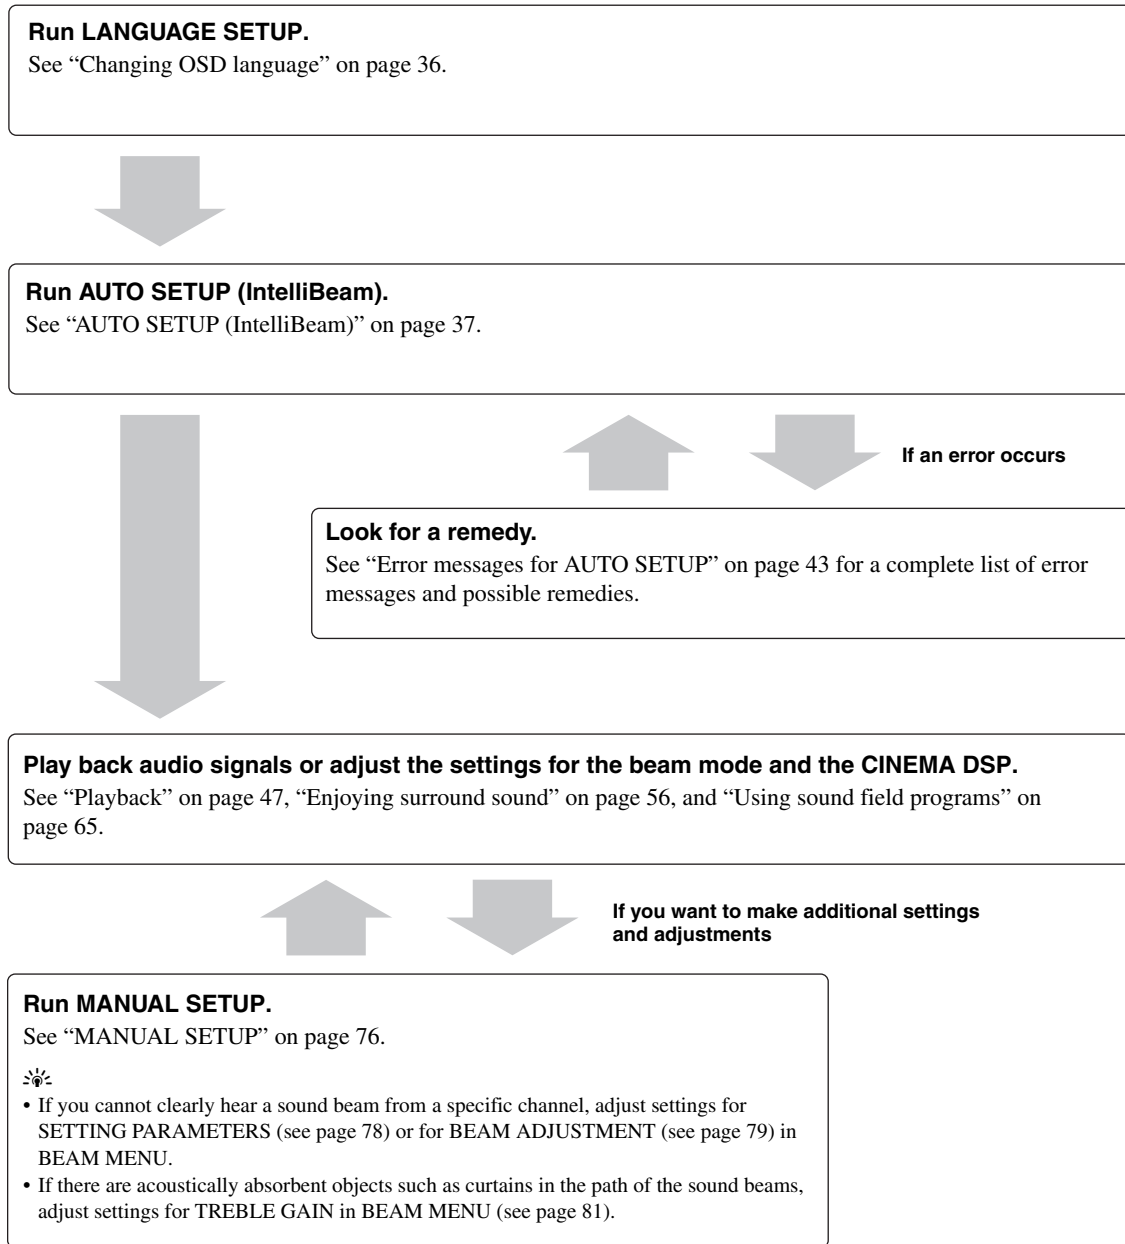 Run LANGUAGE SETUP.
See “Changing OSD language” on page 36.
Run AUTO SETUP (IntelliBeam).
See “AUTO SETUP (IntelliBeam)” on page 37.
If an error occurs
Look for a remedy.
See “Error messages for AUTO SETUP” on page 43 for a complete list of error
messages and possible remedies.
Play back audio signals or adjust the settings for the beam mode and the CINEMA DSP.
See “Playback” on page 47, “Enjoying surround sound” on page 56, and “Using sound field programs” on
page 65.
If you want to make additional settings
and adjustments
Run MANUAL SETUP.
See “MANUAL SETUP” on page 76.
• If you cannot clearly hear a sound beam from a specific channel, adjust settings for
SETTING PARAMETERS (see page 78) or for BEAM ADJUSTMENT (see page 79) in
BEAM MENU.
• If there are acoustically absorbent objects such as curtains in the path of the sound beams,
adjust settings for TREBLE GAIN in BEAM MENU (see page 81).